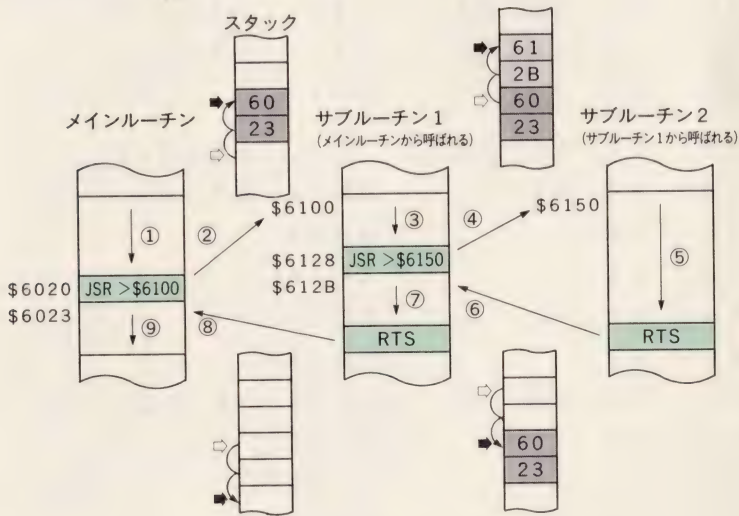 スタック
60
23
61
2B
60
23
メインルーチン
サブルーチン1
(メインルーチンから呼ばれる)
サブルーチン2
(サブルーチン1から呼ばれる)
①
②
$6100
③
④
$6150
⑤
$6020
JSR >$6100
$6023
⑨
⑧
$6128
JSR >$6150
$612B
⑦
⑥
RTS
RTS
60
23